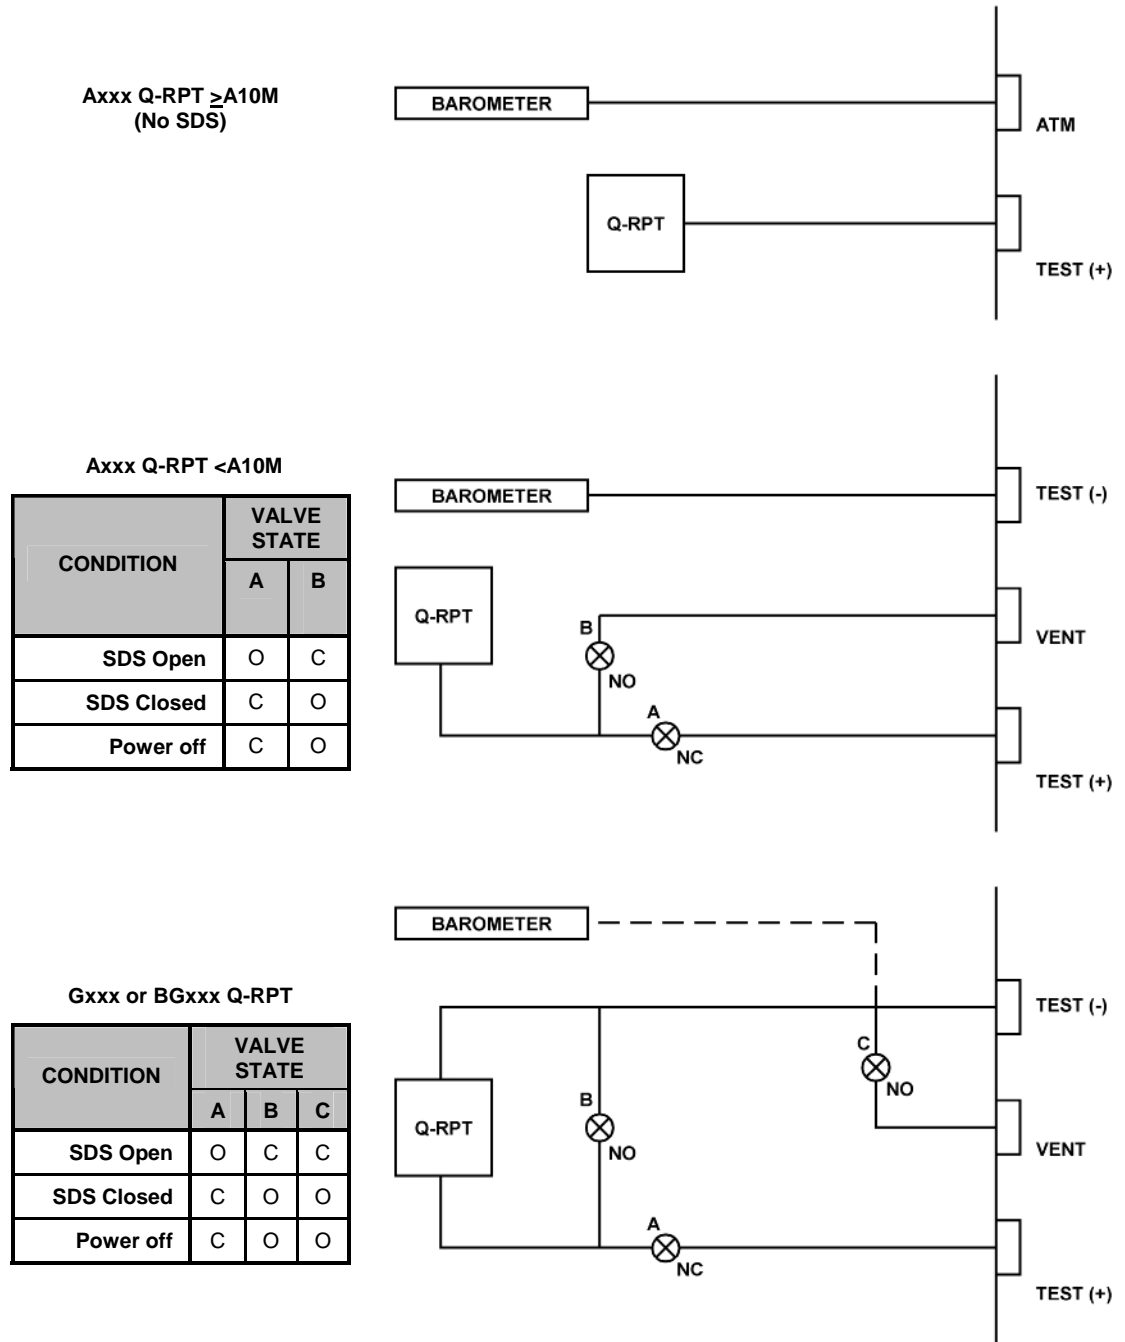 Axxx Q-RPT ≥A10M
(No SDS)
BAROMETER
ATM
Q-RPT
TEST (+)
Axxx Q-RPT <A10M
CONDITION
VALVE
STATE
A B
SDS Open O C
SDS Closed C O
Power off C O
BAROMETER
TEST (-)
Q-RPT
B
NO
VENT
A
NC
TEST (+)
Gxxx or BGxxx Q-RPT
CONDITION
VALVE
STATE
A B C
SDS Open O C C
SDS Closed C O O
Power off C O O
BAROMETER
TEST (-)
C
NO
Q-RPT
B
NO
VENT
A
NC
TEST (+)